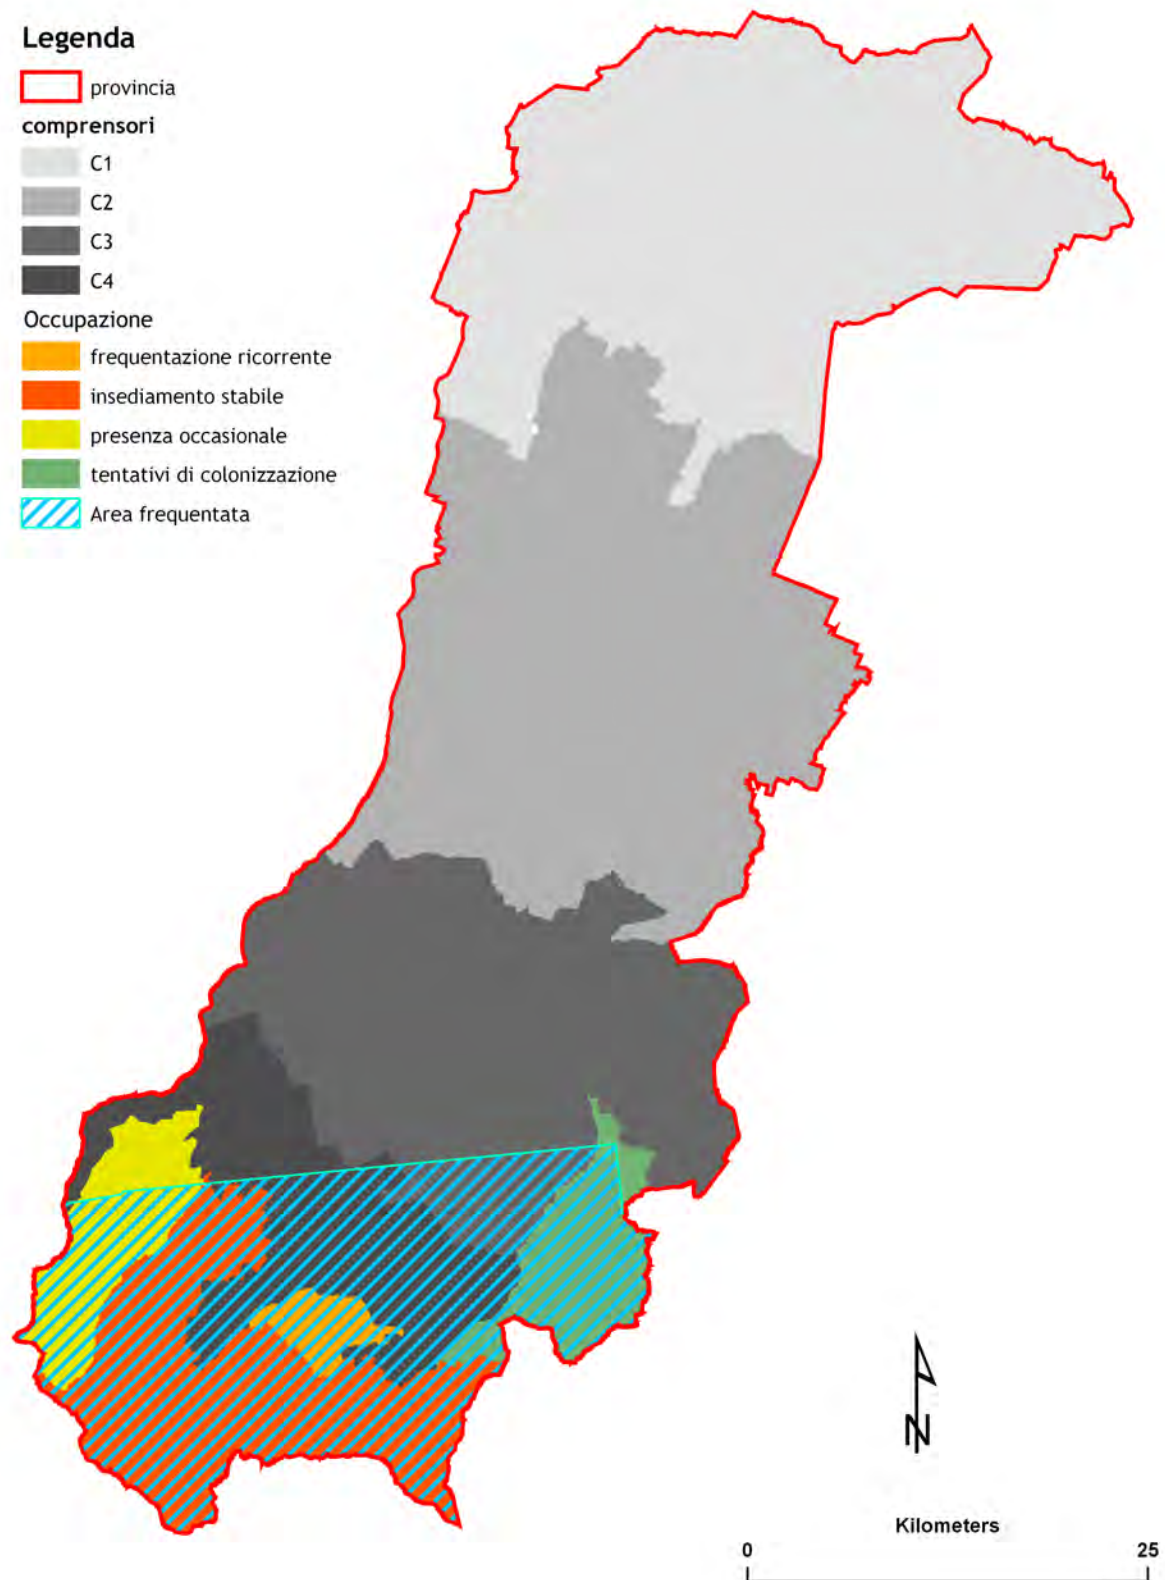 Legenda
provincia
comprensori
C1
C2
C3
C4
Occupazione
frequentazione ricorrente
insediamento stabile
presenza occasionale
tentativi di colonizzazione
Area frequentata
N
Kilometers
0 25